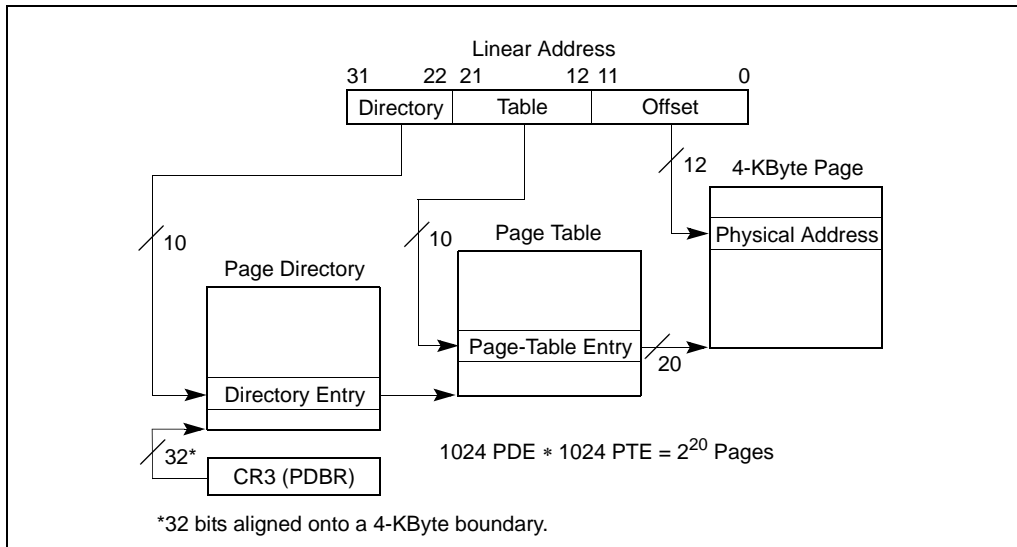 Linear Address
31 22 21 12 11 0
Directory Table Offset
12 4-KByte Page
10 10 Page Table Physical Address
Page Directory
Page-Table Entry 20
Directory Entry
32* 1024 PDE * 1024 PTE = 2^20 Pages
CR3 (PDBR)
*32 bits aligned onto a 4-KByte boundary.